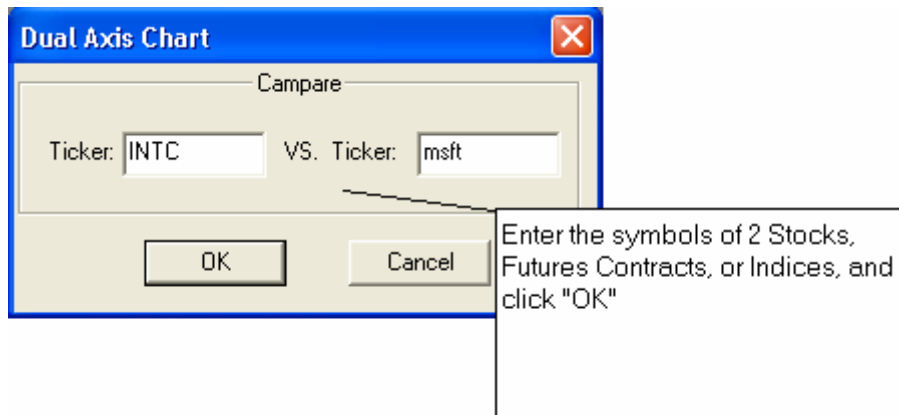 Dual Axis Chart
Campare
Ticker: INTC VS. Ticker: msft
OK Cancel
Enter the symbols of 2 Stocks,
Futures Contracts, or Indices, and
click "OK"